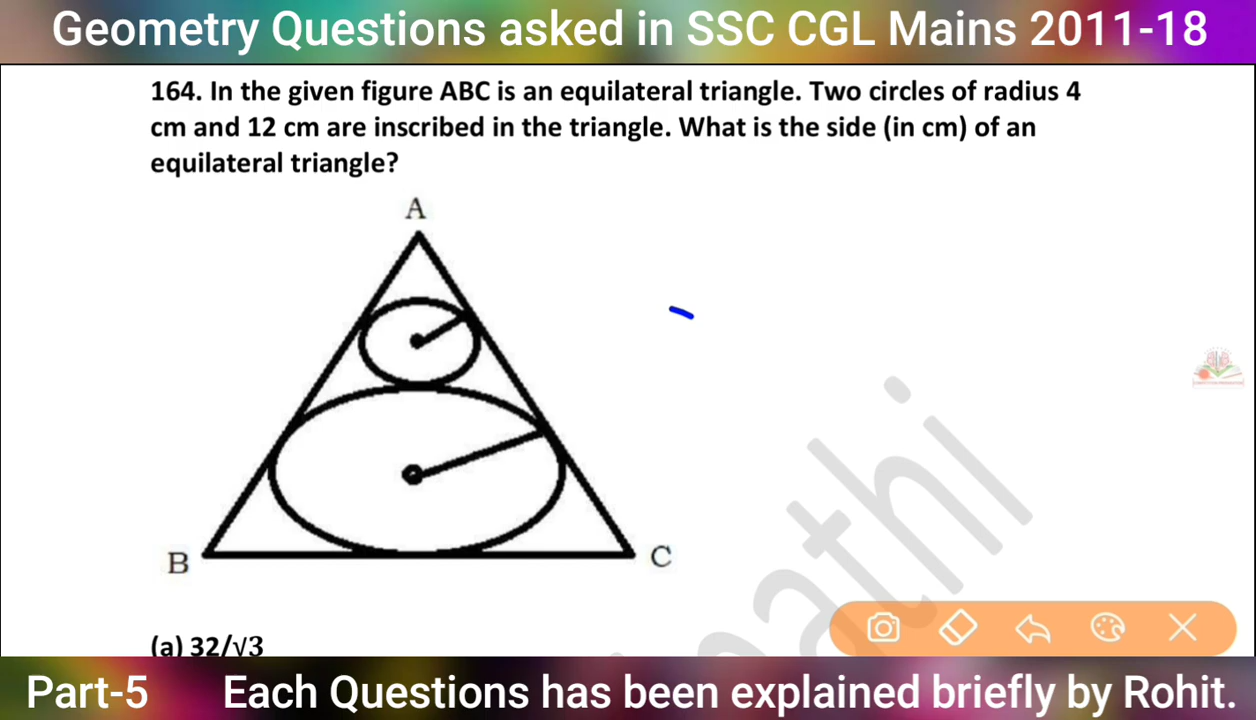 Geometry Questions asked in SSC CGL Mains 2011-18
164. In the given figure ABC is an equilateral triangle. Two circles of radius 4
cm and 12 cm are inscribed in the triangle. What is the side (in cm) of an
equilateral triangle?
A
B
C
athi
(a) 32/√3
Part-5 Each Questions has been explained briefly by Rohit.